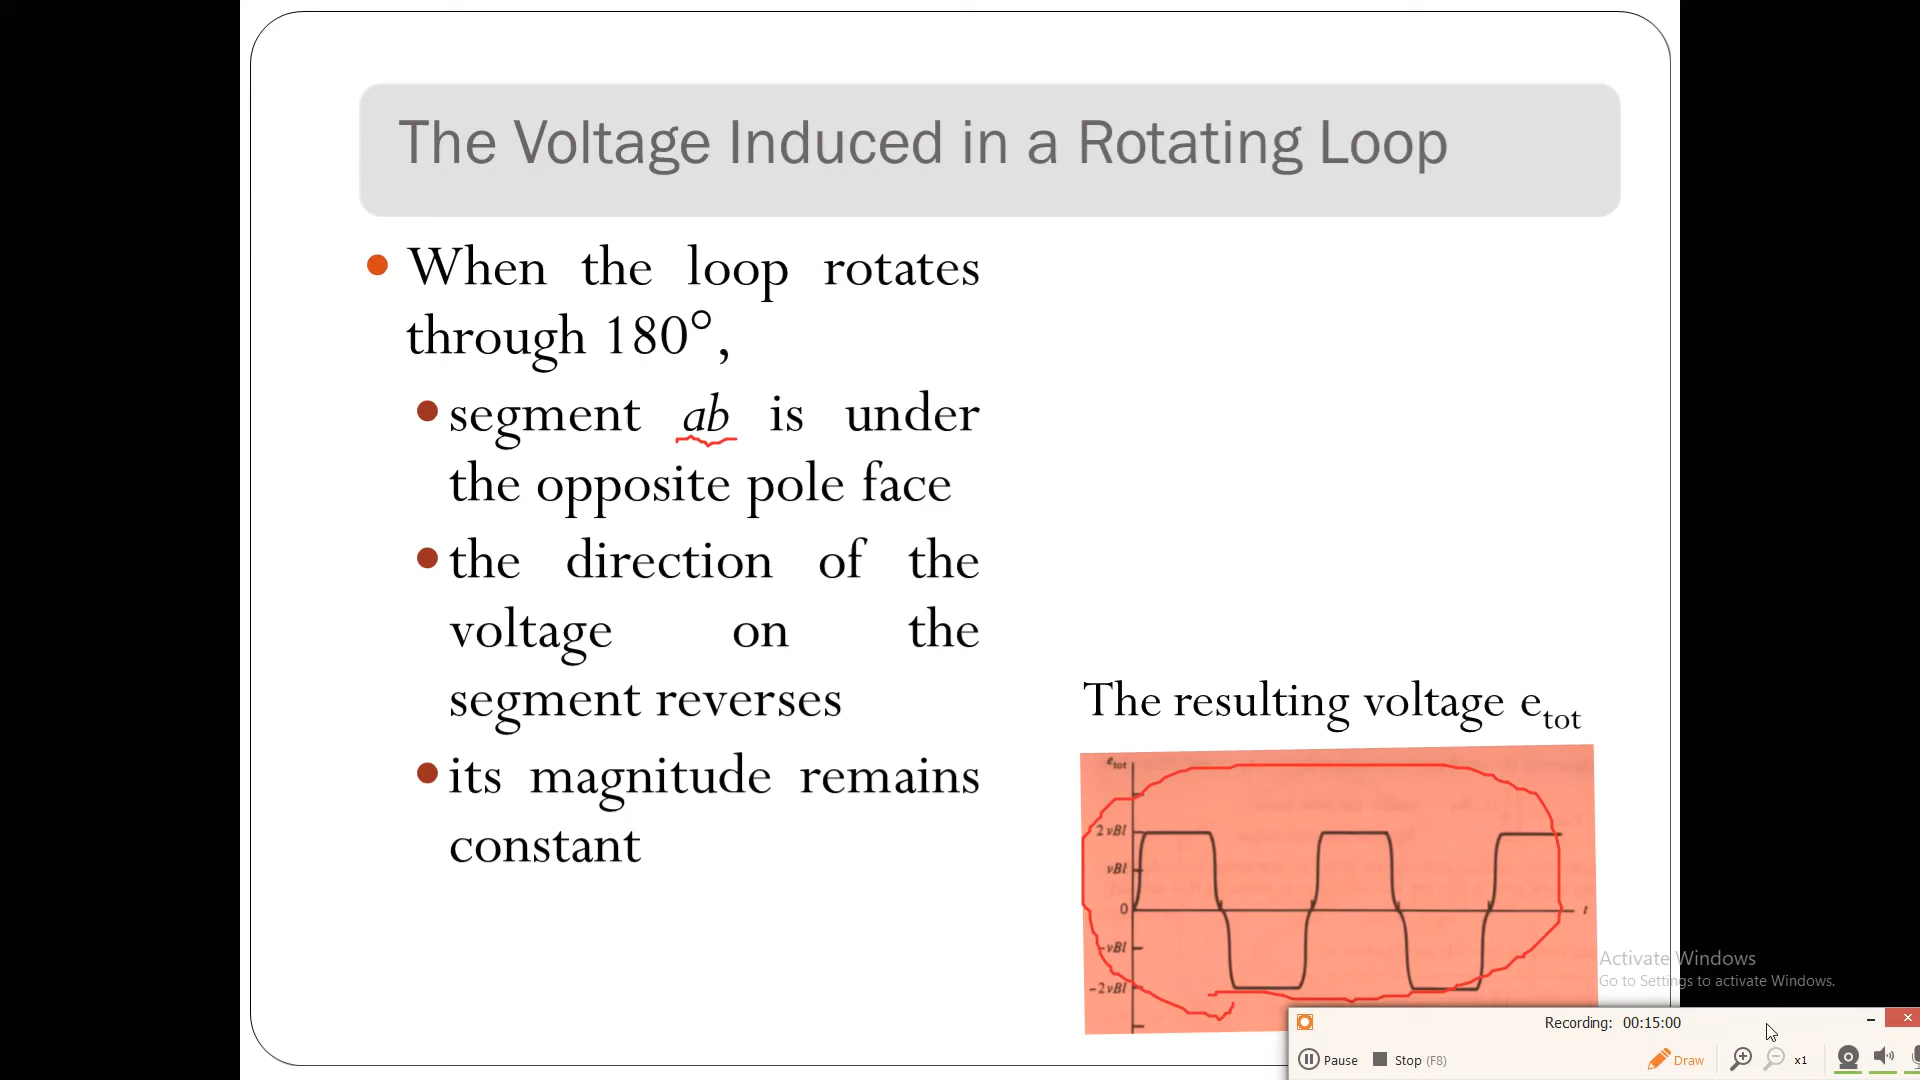 The Voltage Induced in a Rotating Loop
When the loop rotates
through 180°,
segment ab is under
the opposite pole face
the direction of the
voltage on the
segment reverses
its magnitude remains
constant
The resulting voltage e_tot
e_tot
2 vBl
vBl
0
-vBl
-2 vBl
t
Activate Windows
Go to Settings to activate Windows.
Recording: 00:15:00
Pause
Stop (F8)
Draw
x1